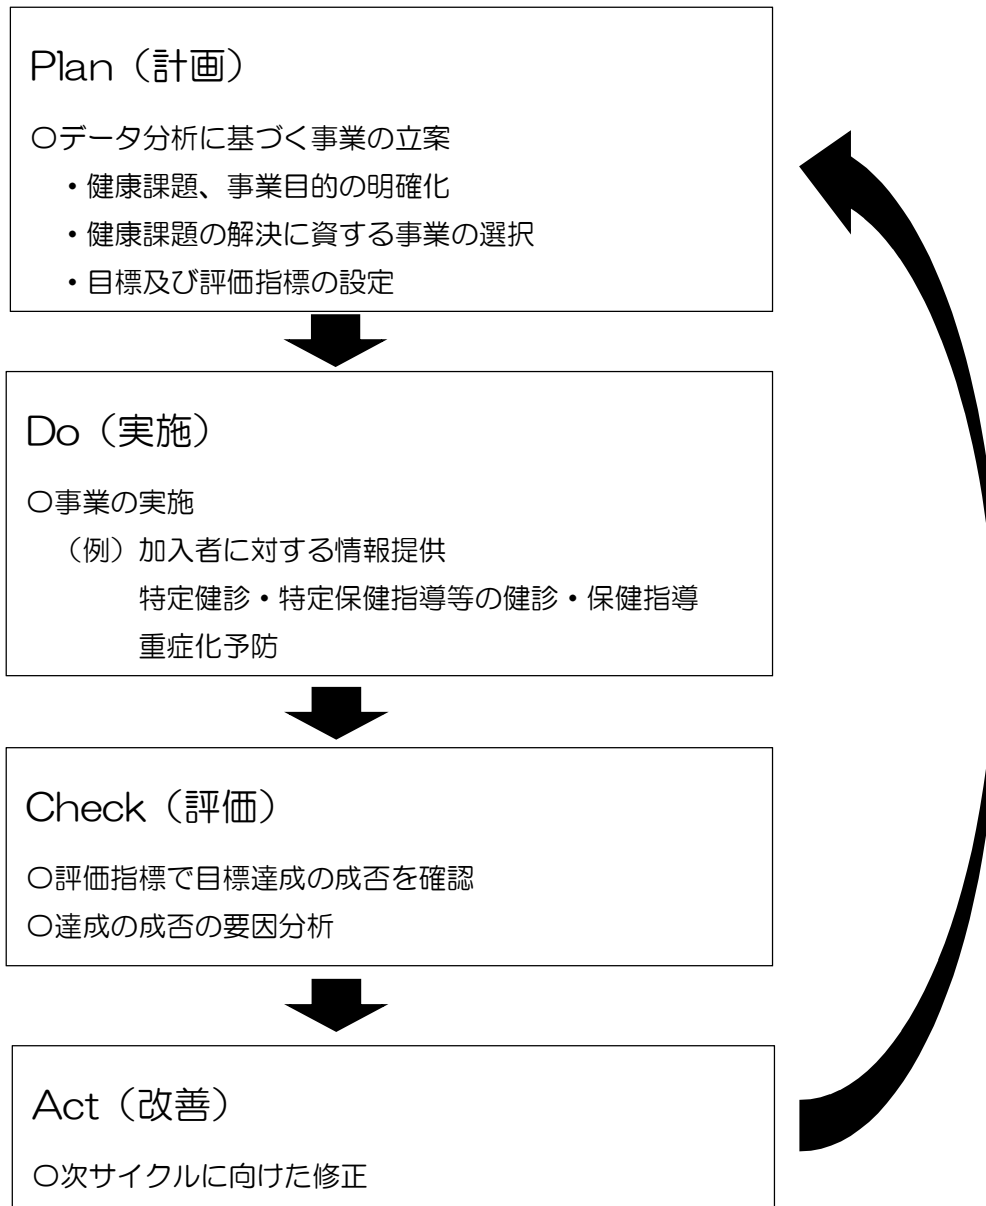 Plan（計画）
〇データ分析に基づく事業の立案
・健康課題、事業目的の明確化
・健康課題の解決に資する事業の選択
・目標及び評価指標の設定
Do（実施）
〇事業の実施
（例）加入者に対する情報提供
特定健診・特定保健指導等の健診・保健指導
重症化予防
Check（評価）
〇評価指標で目標達成の成否を確認
〇達成の成否の要因分析
Act（改善）
〇次サイクルに向けた修正